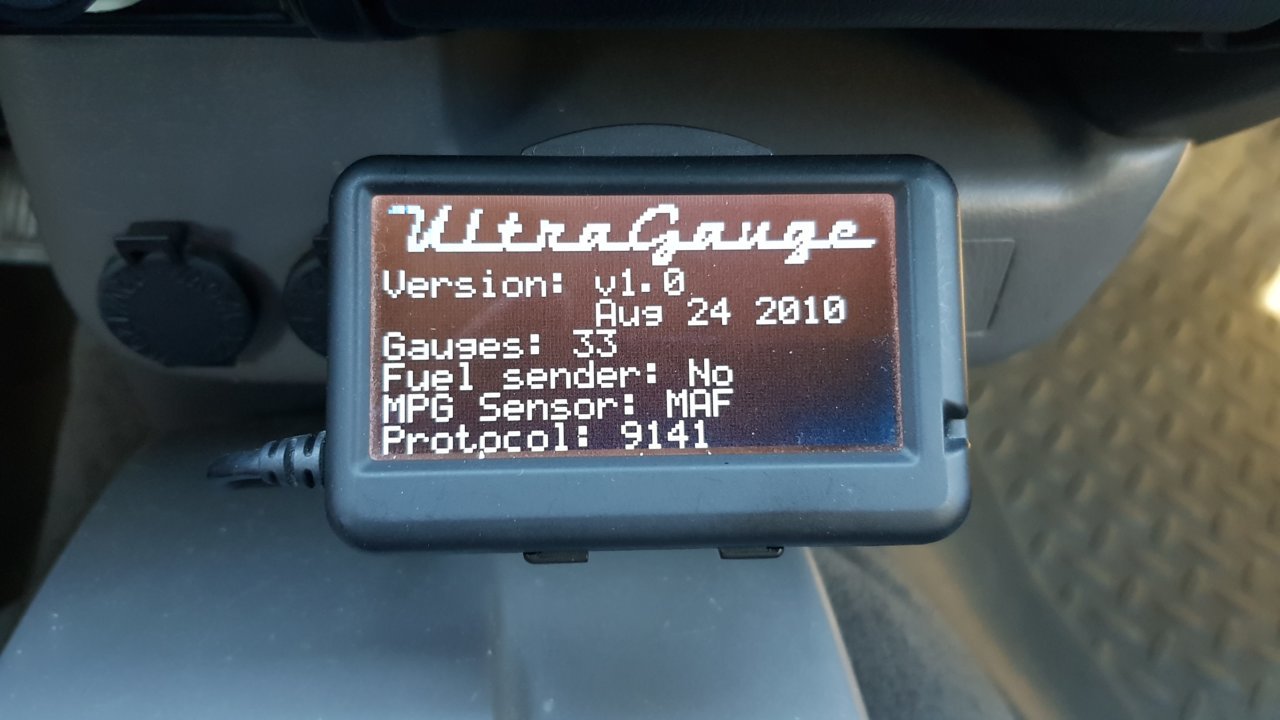 UltraGauge
Version: v1.0
Aug 24 2010
Gauges: 33
Fuel sender: No
MPG Sensor: MAF
Protocol: 9141